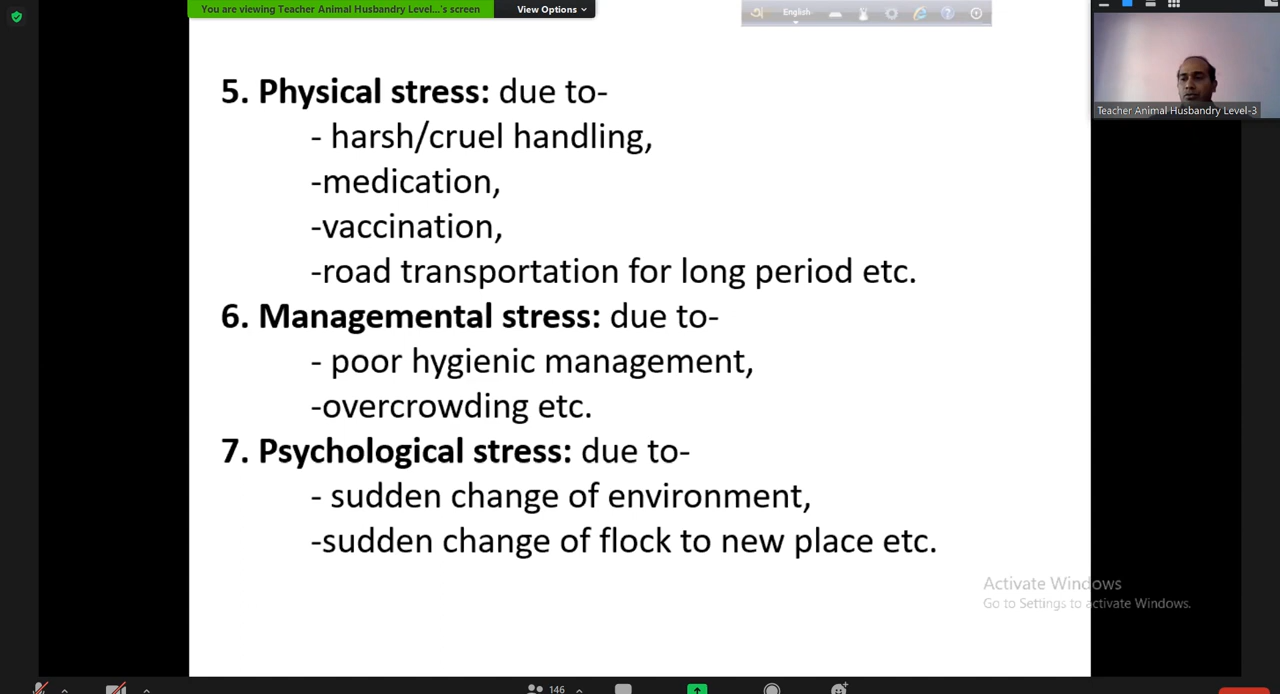 You are viewing Teacher Animal Husbandry Level...'s screen
View Options
English
Teacher Animal Husbandry Level-3
5. Physical stress: due to-
- harsh/cruel handling,
-medication,
-vaccination,
-road transportation for long period etc.
6. Managemental stress: due to-
- poor hygienic management,
-overcrowding etc.
7. Psychological stress: due to-
- sudden change of environment,
-sudden change of flock to new place etc.
Activate Windows
Go to Settings to activate Windows.
146